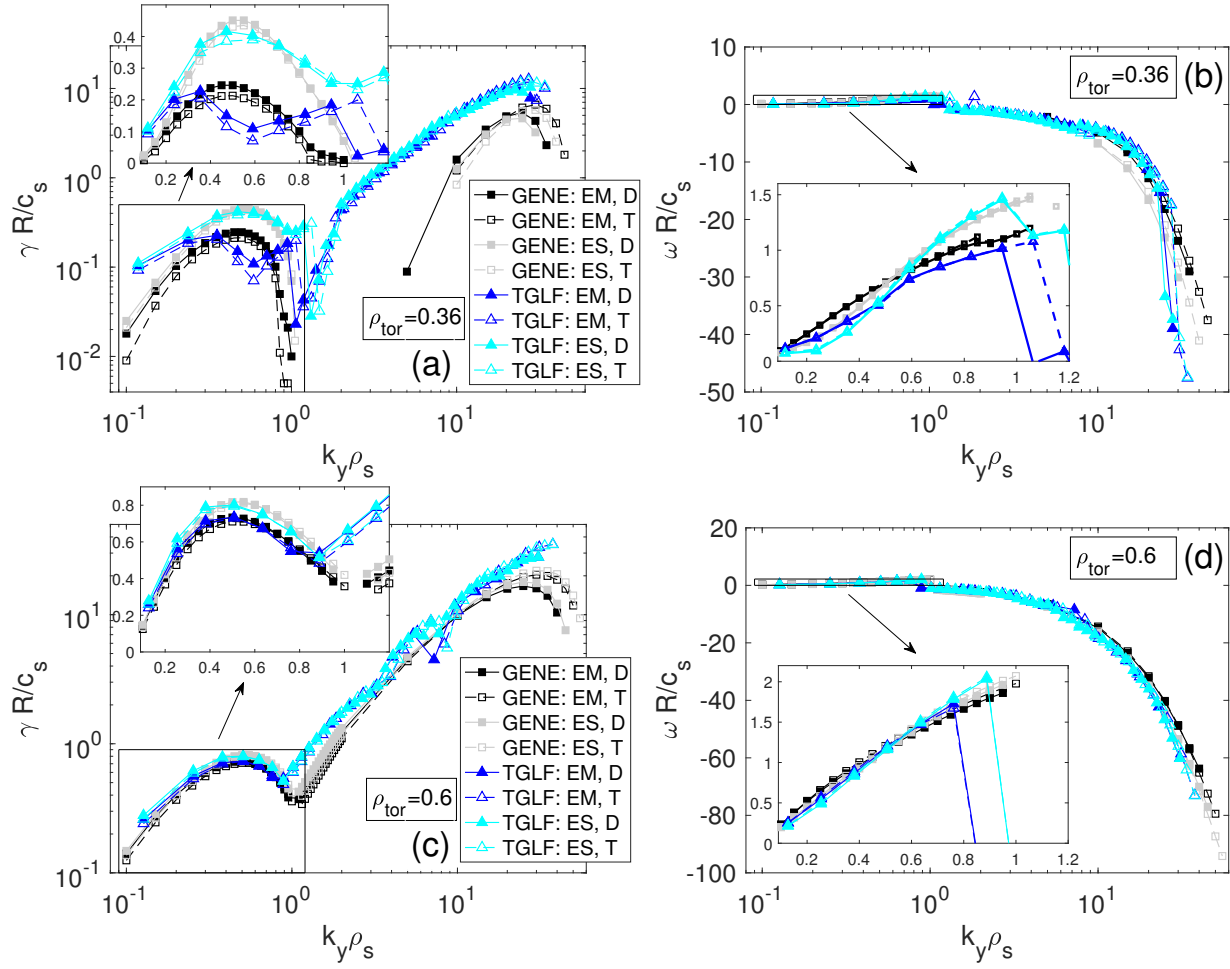 0.4
0.3
0.2
0.1
0
0.2 0.4 0.6 0.8 1
10^1
10^0
10^-1
10^-2
γ R/c_s
ρ_tor=0.36
(a)
GENE: EM, D
GENE: EM, T
GENE: ES, D
GENE: ES, T
TGLF: EM, D
TGLF: EM, T
TGLF: ES, D
TGLF: ES, T
10^-1 10^0 10^1
k_y ρ_s
10
0
-10
-20
-30
-40
-50
ω R/c_s
ρ_tor=0.36
(b)
1.5
1
0.5
0
0.2 0.4 0.6 0.8 1 1.2
10^-1 10^0 10^1
k_y ρ_s
0.8
0.6
0.4
0.2
0
0.2 0.4 0.6 0.8 1
10^1
10^0
10^-1
γ R/c_s
ρ_tor=0.6
(c)
GENE: EM, D
GENE: EM, T
GENE: ES, D
GENE: ES, T
TGLF: EM, D
TGLF: EM, T
TGLF: ES, D
TGLF: ES, T
10^-1 10^0 10^1
k_y ρ_s
20
0
-20
-40
-60
-80
-100
ω R/c_s
ρ_tor=0.6
(d)
2
1.5
1
0.5
0
0.2 0.4 0.6 0.8 1 1.2
10^-1 10^0 10^1
k_y ρ_s